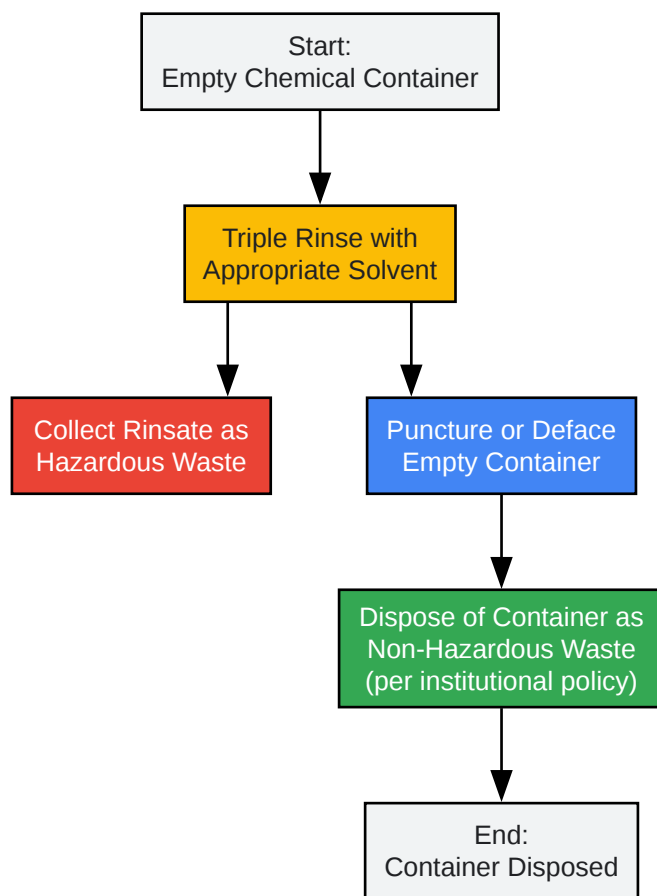 Start:
Empty Chemical Container
Triple Rinse with
Appropriate Solvent
Collect Rinsate as
Hazardous Waste
Puncture or Deface
Empty Container
Dispose of Container as
Non-Hazardous Waste
(per institutional policy)
End:
Container Disposed